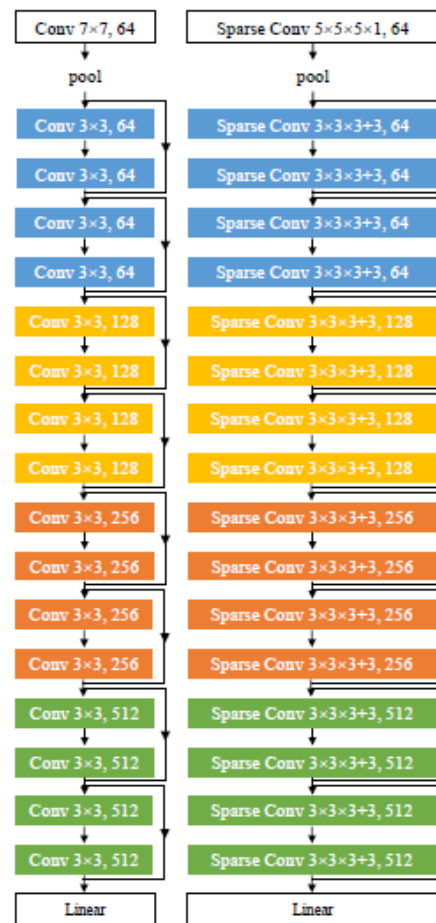 Conv 7×7, 64
pool
Conv 3×3, 64
Conv 3×3, 64
Conv 3×3, 64
Conv 3×3, 64
Conv 3×3, 128
Conv 3×3, 128
Conv 3×3, 128
Conv 3×3, 128
Conv 3×3, 256
Conv 3×3, 256
Conv 3×3, 256
Conv 3×3, 256
Conv 3×3, 512
Conv 3×3, 512
Conv 3×3, 512
Conv 3×3, 512
Linear
Sparse Conv 5×5×5×1, 64
pool
Sparse Conv 3×3×3+3, 64
Sparse Conv 3×3×3+3, 64
Sparse Conv 3×3×3+3, 64
Sparse Conv 3×3×3+3, 64
Sparse Conv 3×3×3+3, 128
Sparse Conv 3×3×3+3, 128
Sparse Conv 3×3×3+3, 128
Sparse Conv 3×3×3+3, 128
Sparse Conv 3×3×3+3, 256
Sparse Conv 3×3×3+3, 256
Sparse Conv 3×3×3+3, 256
Sparse Conv 3×3×3+3, 256
Sparse Conv 3×3×3+3, 512
Sparse Conv 3×3×3+3, 512
Sparse Conv 3×3×3+3, 512
Sparse Conv 3×3×3+3, 512
Linear